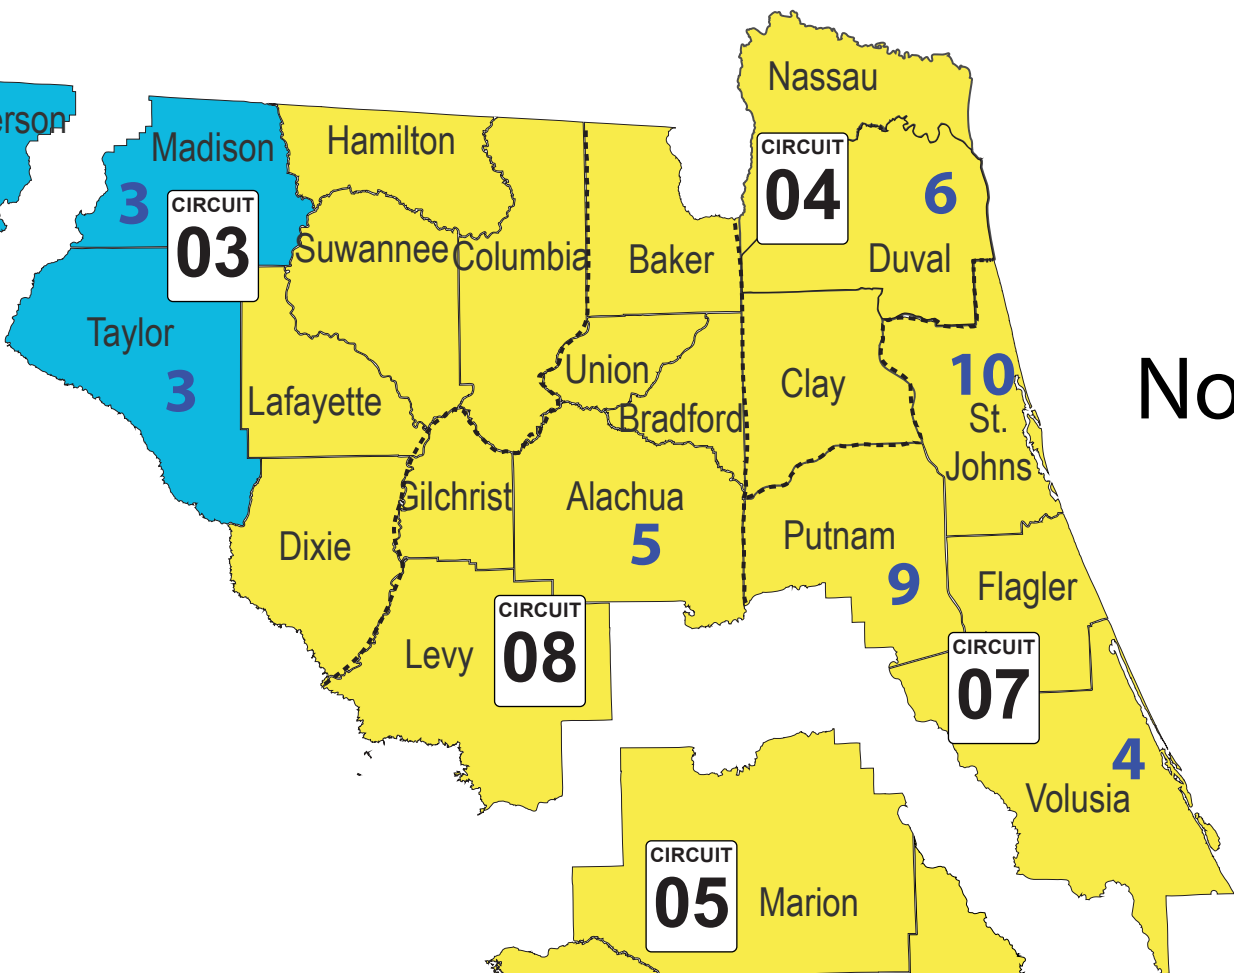 Nassau
erson
Madison
Hamilton
CIRCUIT
04
3
CIRCUIT
03
6
Suwannee
Columbia
Baker
Duval
Taylor
3
Lafayette
Union
Bradford
Clay
10
St.
Johns
No
Gilchrist
Alachua
5
Dixie
Putnam
9
Flagler
CIRCUIT
08
Levy
CIRCUIT
07
4
Volusia
CIRCUIT
05
Marion